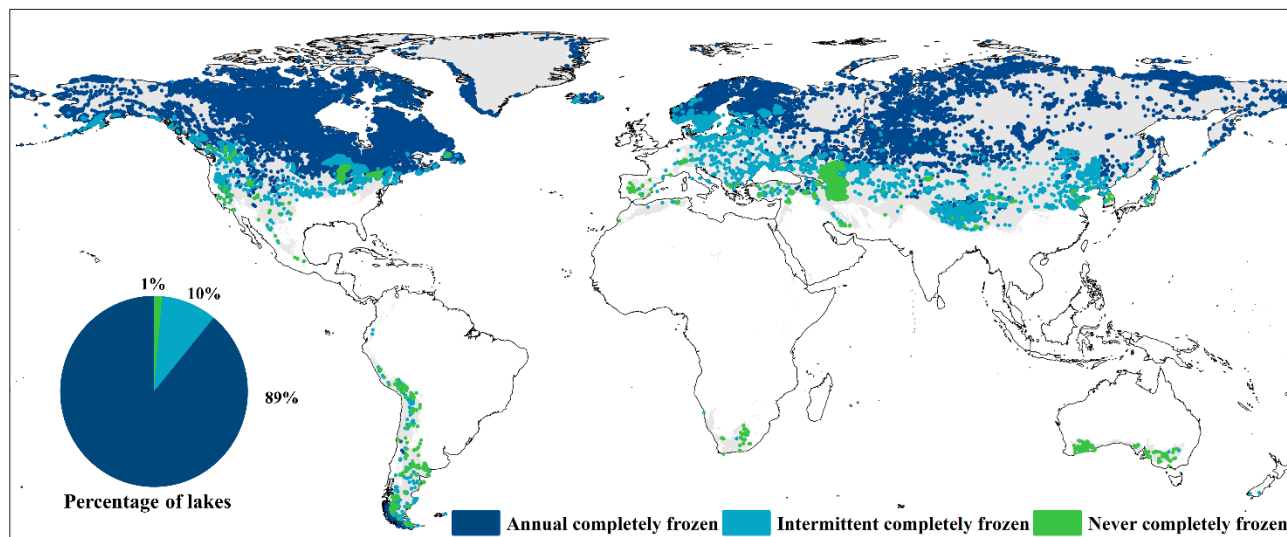 1%
10%
89%
Percentage of lakes
Annual completely frozen Intermittent completely frozen Never completely frozen